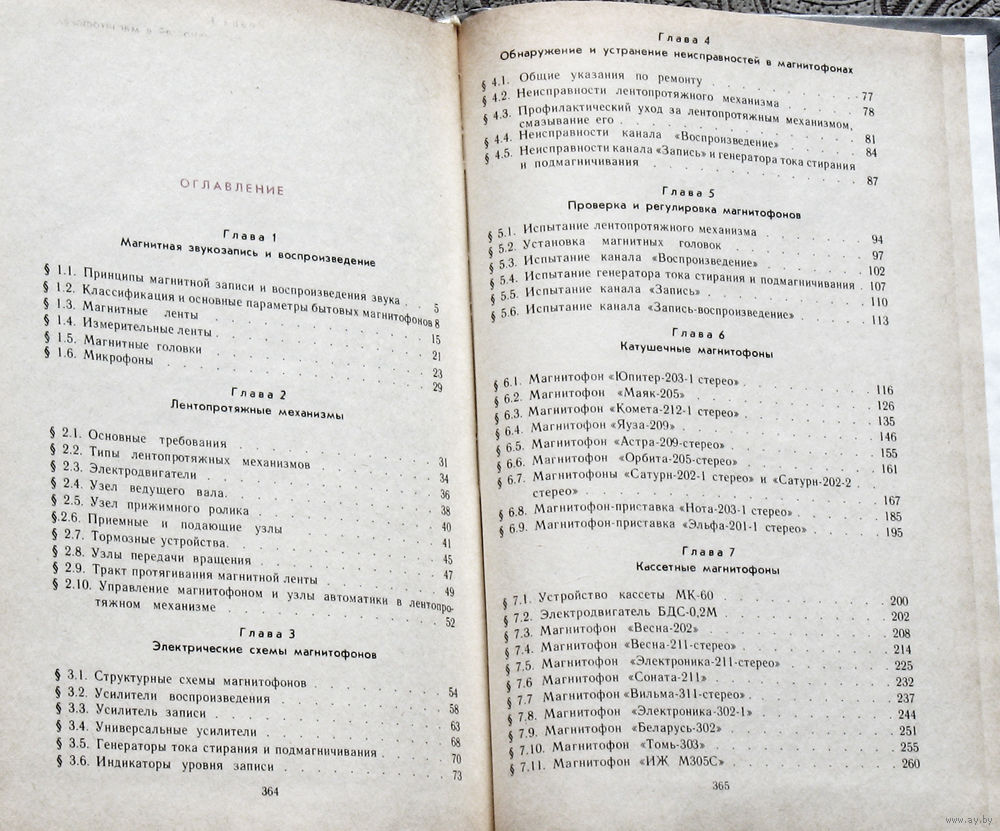 ОГЛАВЛЕНИЕ
Глава 1
Магнитная звукозапись и воспроизведение
§ 1.1. Принципы магнитной записи и воспроизведения звука . 5
§ 1.2. Классификация и основные параметры бытовых магнитофонов 8
§ 1.3. Магнитные ленты . . . . . . . . . 15
§ 1.4. Измерительные ленты . . . . . . . . . 21
§ 1.5. Магнитные головки . . . . . . . . . 23
§ 1.6. Микрофоны . . . . . . . . . 29
Глава 2
Лентопротяжные механизмы
§ 2.1. Основные требования . . . . . . . . . 31
§ 2.2. Типы лентопротяжных механизмов . . . . . . 34
§ 2.3. Электродвигатели . . . . . . . . . 36
§ 2.4. Узел ведущего вала. . . . . . . . . 38
§ 2.5. Узел прижимного ролика . . . . . . . . 40
§.2.6. Приемные и подающие узлы . . . . . . . 41
§ 2.7. Тормозные устройства. . . . . . . . . 45
§ 2.8. Узлы передачи вращения . . . . . . . . 47
§ 2.9. Тракт протягивания магнитной ленты . . . . . 49
§ 2.10. Управление магнитофоном и узлы автоматики в лентопро-
тяжном механизме . . . . . . . . . 52
Глава 3
Электрические схемы магнитофонов
§ 3.1. Структурные схемы магнитофонов . . . . . . 54
§ 3.2. Усилители воспроизведения . . . . . . . 58
§ 3.3. Усилитель записи . . . . . . . . . 63
§ 3.4. Универсальные усилители . . . . . . . . 68
§ 3.5. Генераторы тока стирания и подмагничивания . . . 70
§ 3.6. Индикаторы уровня записи . . . . . . . 73
364
Глава 4
Обнаружение и устранение неисправностей в магнитофонах
§ 4.1. Общие указания по ремонту . . . . . . 77
§ 4.2. Неисправности лентопротяжного механизма . . . . 78
§ 4.3. Профилактический уход за лентопротяжным механизмом,
смазывание его . . . . . . . . . 81
§ 4.4. Неисправности канала «Воспроизведение» . . . . 84
§ 4.5. Неисправности канала «Запись» и генератора тока стирания
и подмагничивания . . . . . . . . . 87
Глава 5
Проверка и регулировка магнитофонов
§ 5.1. Испытание лентопротяжного механизма . . . . . 94
§ 5.2. Установка магнитных головок . . . . . . 97
§ 5.3. Испытание канала «Воспроизведение» . . . . . 102
§ 5.4. Испытание генератора тока стирания и подмагничивания . 107
§ 5.5. Испытание канала «Запись» . . . . . . . 110
§ 5.6. Испытание канала «Запись-воспроизведение» . . . . 113
Глава 6
Катушечные магнитофоны
§ 6.1. Магнитофон «Юпитер-203-1 стерео» . . . . . . 116
§ 6.2. Магнитофон «Маяк-205» . . . . . . . . 126
§ 6.3. Магнитофон «Комета-212-1 стерео» . . . . . . 135
§ 6.4. Магнитофон «Яуза-209» . . . . . . . . 146
§ 6.5. Магнитофон «Астра-209-стерео» . . . . . . 155
§ 6.6. Магнитофон «Орбита-205-стерео» . . . . . . 161
§ 6.7. Магнитофоны «Сатурн-202-1 стерео» и «Сатурн-202-2
стерео» . . . . . . . . . 167
§ 6.8. Магнитофон-приставка «Нота-203-1 стерео» . . . . 185
§ 6.9. Магнитофон-приставка «Эльфа-201-1 стерео» . . . . 195
Глава 7
Кассетные магнитофоны
§ 7.1. Устройство кассеты МК-60 . . . . . . . 200
§ 7.2. Электродвигатель БДС-0,2М . . . . . . . 202
§ 7.3. Магнитофон «Весна-202» . . . . . . . . 208
§ 7.4. Магнитофон «Весна-211-стерео» . . . . . . 214
§ 7.5. Магнитофон «Электроника-211-стерео» . . . . . 225
§ 7.6 Магнитофон «Соната-211» . . . . . . . . 232
§ 7.7 Магнитофон «Вильма-311-стерео» . . . . . . 237
§ 7.8. Магнитофон «Электроника-302-1» . . . . . . 244
§ 7.9. Магнитофон «Беларусь-302» . . . . . . . 251
§ 7.10. Магнитофон «Томь-303» . . . . . . . . 255
§ 7.11. Магнитофон «ИЖ М305С» . . . . . . . . 260
365
www.ay.by